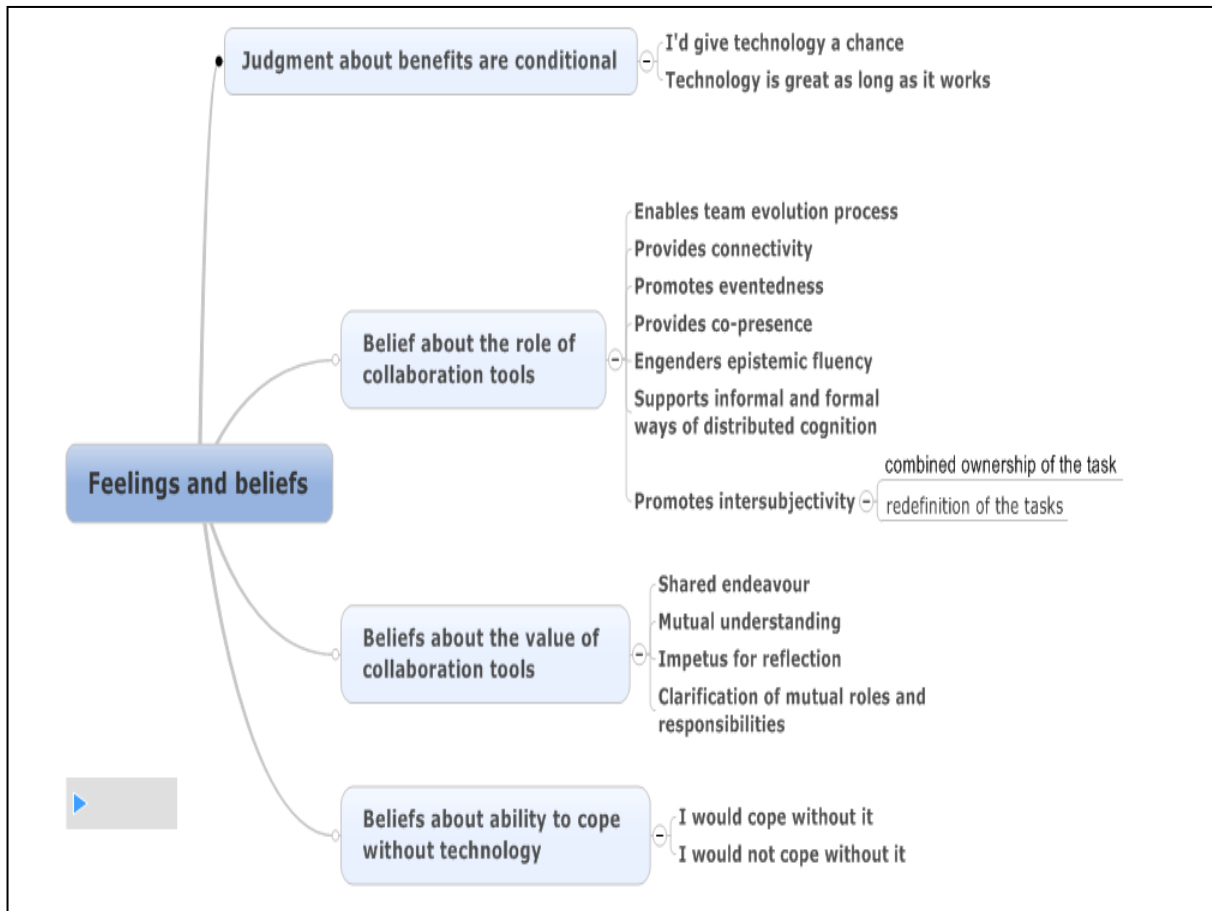 Judgment about benefits are conditional
I'd give technology a chance
Technology is great as long as it works
Feelings and beliefs
Belief about the role of
collaboration tools
Enables team evolution process
Provides connectivity
Promotes eventedness
Provides co-presence
Engenders epistemic fluency
Supports informal and formal
ways of distributed cognition
Promotes intersubjectivity
combined ownership of the task
redefinition of the tasks
Beliefs about the value of
collaboration tools
Shared endeavour
Mutual understanding
Impetus for reflection
Clarification of mutual roles and
responsibilities
Beliefs about ability to cope
without technology
I would cope without it
I would not cope without it